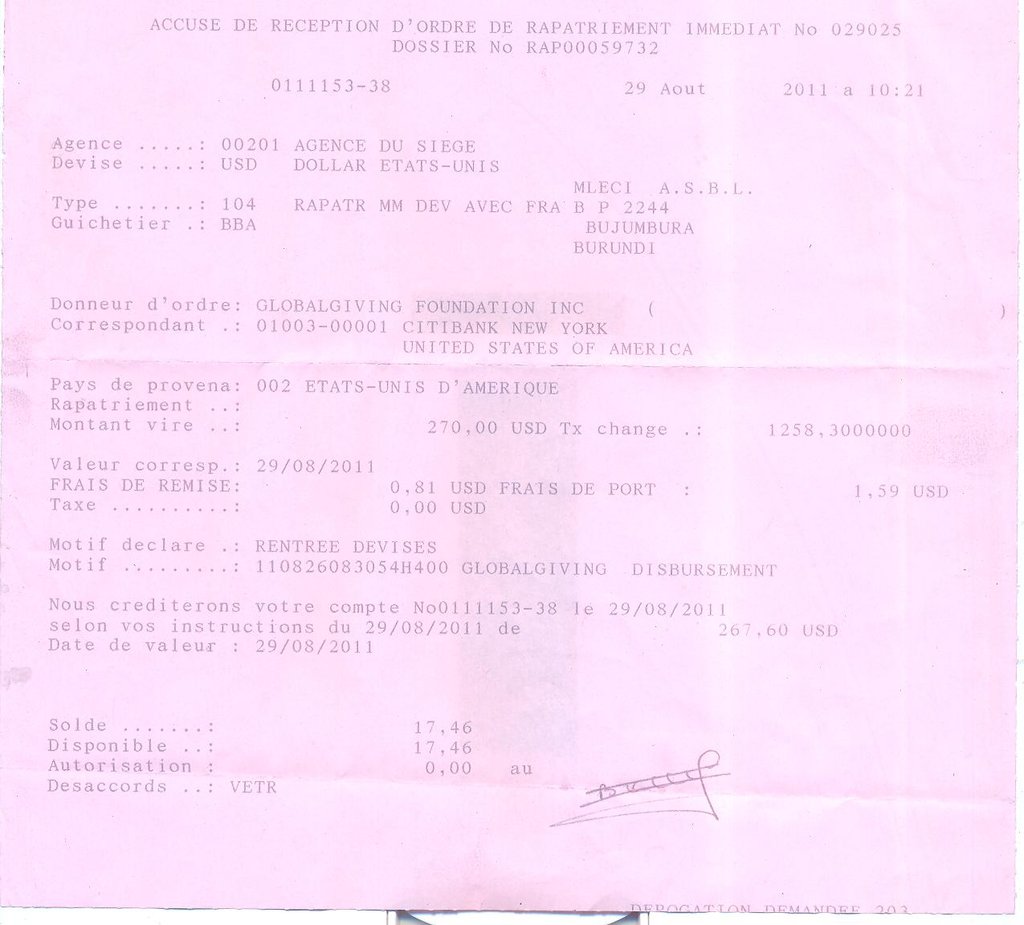 ACCUSE DE RECEPTION D'ORDRE DE RAPATRIEMENT IMMEDIAT No 029025
DOSSIER No RAP00059732
0111153-38 29 Aout 2011 a 10:21
Agence .....: 00201 AGENCE DU SIEGE
Devise .....: USD DOLLAR ETATS-UNIS
MLECI A.S.B.L.
Type .......: 104 RAPATR MM DEV AVEC FRA B P 2244
Guichetier .: BBA BUJUMBURA
BURUNDI
Donneur d'ordre: GLOBALGIVING FOUNDATION INC ( )
Correspondant .: 01003-00001 CITIBANK NEW YORK
UNITED STATES OF AMERICA
Pays de provena: 002 ETATS-UNIS D'AMERIQUE
Rapatriement ..:
Montant vire ..: 270,00 USD Tx change .: 1258,3000000
Valeur corresp.: 29/08/2011
FRAIS DE REMISE: 0,81 USD FRAIS DE PORT : 1,59 USD
Taxe ..........: 0,00 USD
Motif declare .: RENTREE DEVISES
Motif .........: 110826083054H400 GLOBALGIVING DISBURSEMENT
Nous crediterons votre compte No0111153-38 le 29/08/2011
selon vos instructions du 29/08/2011 de 267,60 USD
Date de valeur : 29/08/2011
Solde .......: 17,46
Disponible ..: 17,46
Autorisation : 0,00 au
Desaccords ..: VETR
DEROGATION DEMANDEE 203